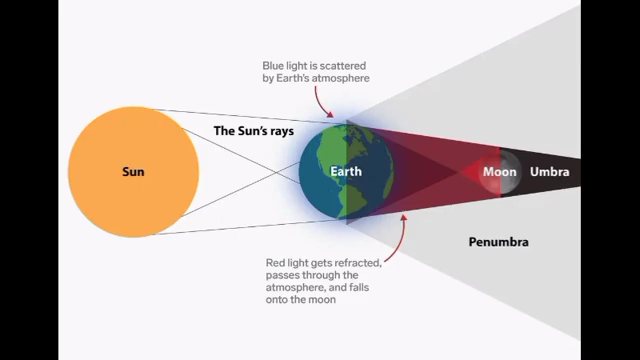 Blue light is scattered
by Earth's atmosphere
The Sun's rays
Sun
Earth
Moon
Umbra
Penumbra
Red light gets refracted,
passes through the
atmosphere, and falls
onto the moon